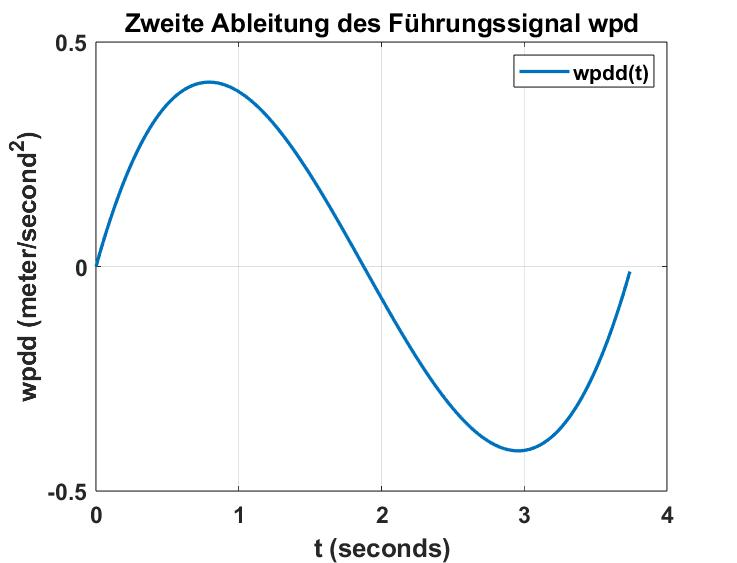 Zweite Ableitung des Führungssignal wpd
wpdd(t)
wpdd (meter/second²)
0.5
0
-0.5
0 1 2 3 4
t (seconds)